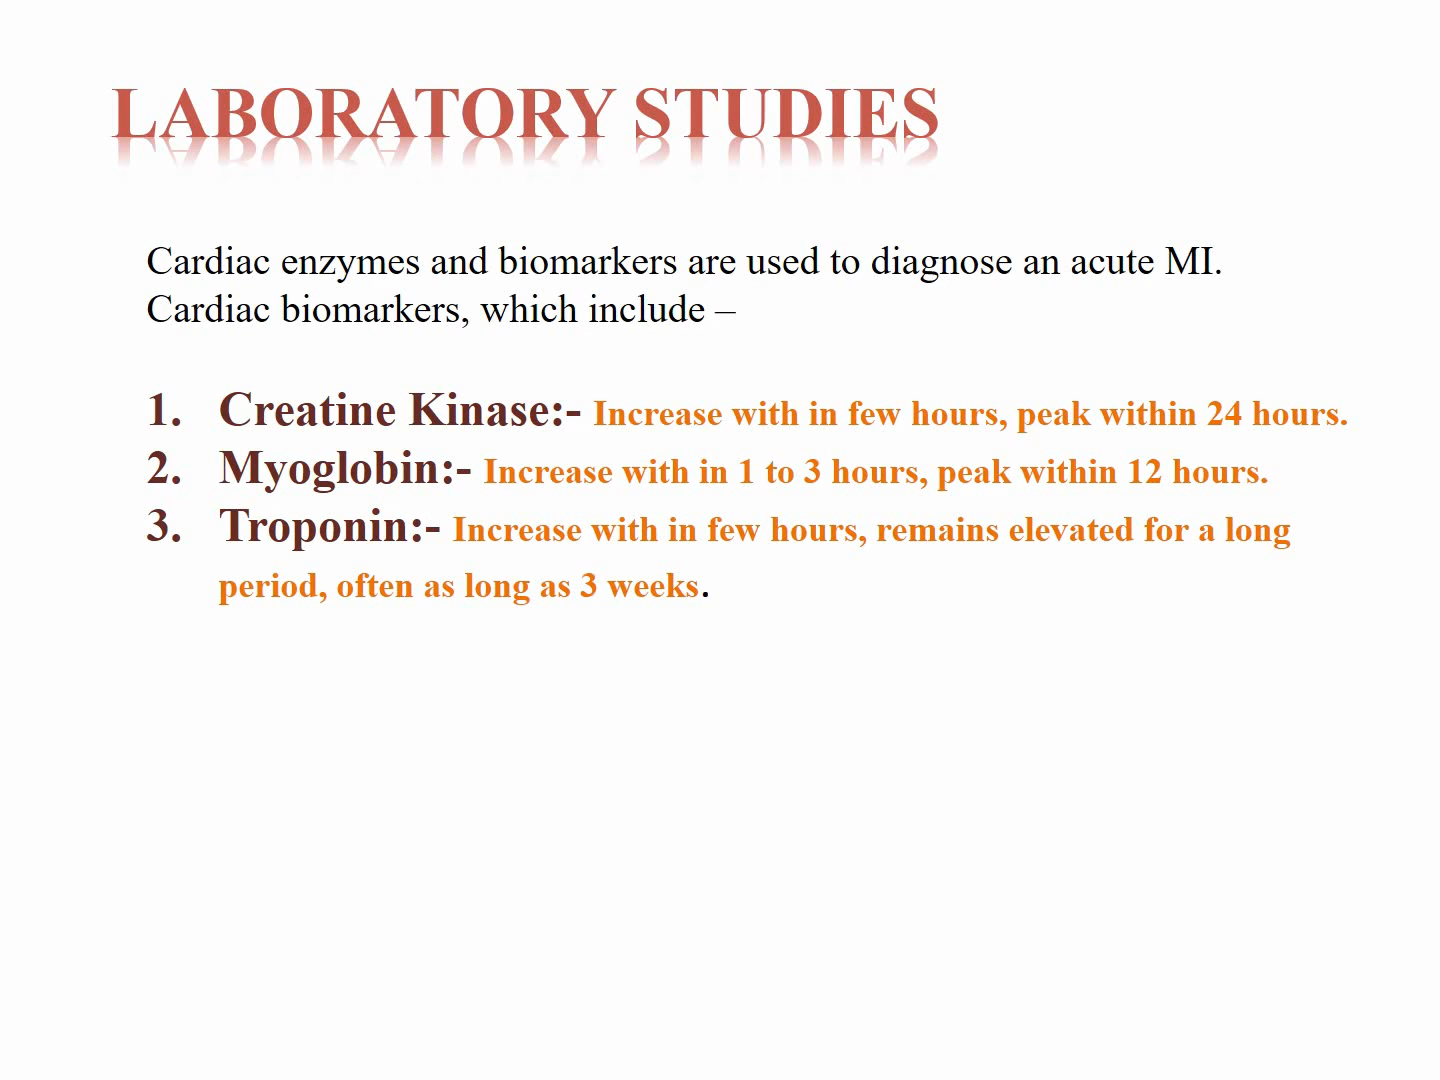 LABORATORY STUDIES
Cardiac enzymes and biomarkers are used to diagnose an acute MI.
Cardiac biomarkers, which include –
1. Creatine Kinase:- Increase with in few hours, peak within 24 hours.
2. Myoglobin:- Increase with in 1 to 3 hours, peak within 12 hours.
3. Troponin:- Increase with in few hours, remains elevated for a long
period, often as long as 3 weeks.